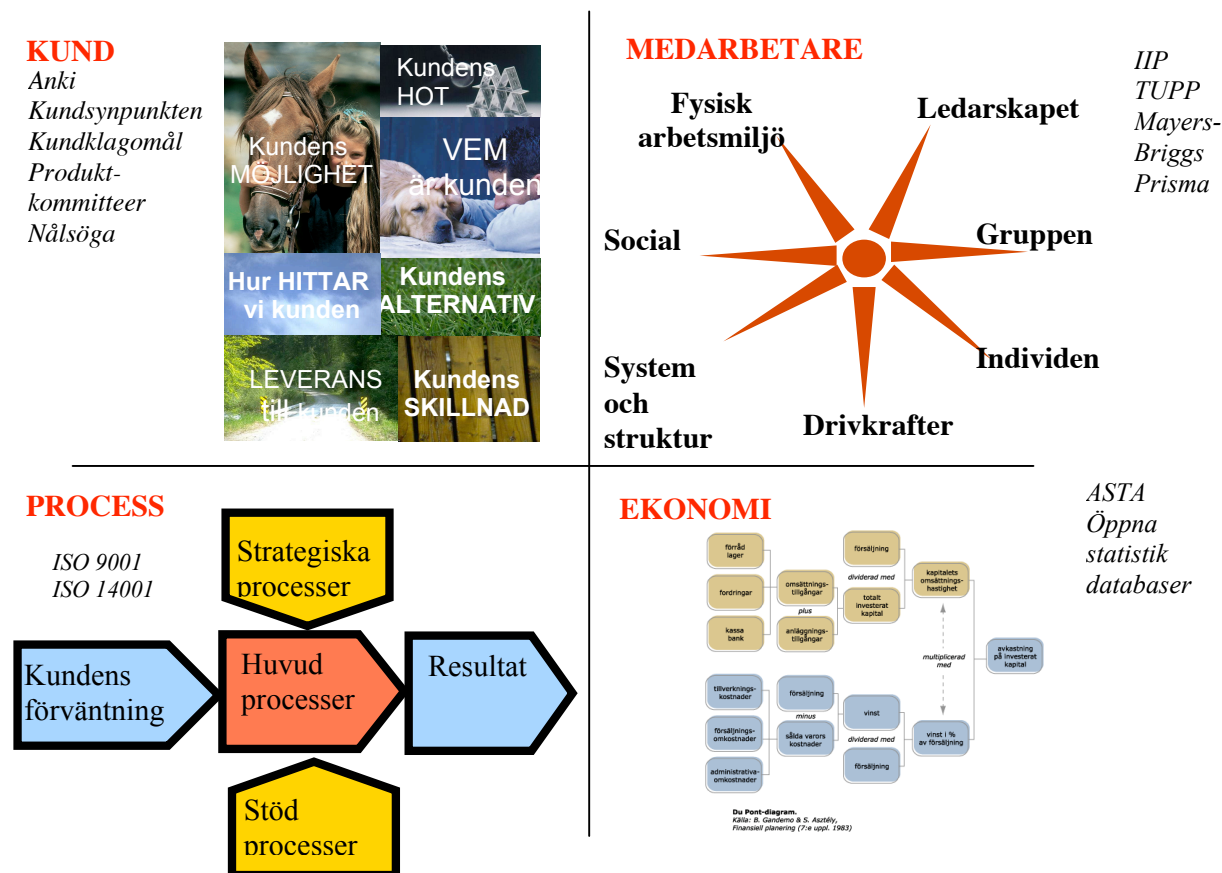 KUND
Anki
Kundsynpunkten
Kundklagomål
Produkt-
kommitteer
Nålsöga
Kundens
MÖJLIGHET
Kundens
HOT
VEM
är kunden
Hur HITTAR
vi kunden
Kundens
ALTERNATIV
LEVERANS
till kunden
Kundens
SKILLNAD
MEDARBETARE
Fysisk
arbetsmiljö
Ledarskapet
Social
Gruppen
System
och
struktur
Individen
Drivkrafter
IIP
TUPP
Mayers-
Briggs
Prisma
PROCESS
ISO 9001
ISO 14001
Strategiska
processer
Kundens
förväntning
Huvud
processer
Resultat
Stöd
processer
EKONOMI
förråd
lager
fordringar
kassa
bank
omsättnings-
tillgångar
plus
anläggnings-
tillgångar
försäljning
dividerad med
totalt
investerat
kapital
kapitalets
omsättnings-
hastighet
multiplicerad
med
avkastning
på investerat
kapital
tillverknings-
kostnader
försäljnings-
omkostnader
administrativa-
omkostnader
försäljning
minus
sålda varors
kostnader
vinst
dividerad med
försäljning
vinst i %
av försäljning
Du Pont-diagram.
Källa: B. Gandemo & S. Asztély,
Finansiell planering (7:e uppl. 1983)
ASTA
Öppna
statistik
databaser